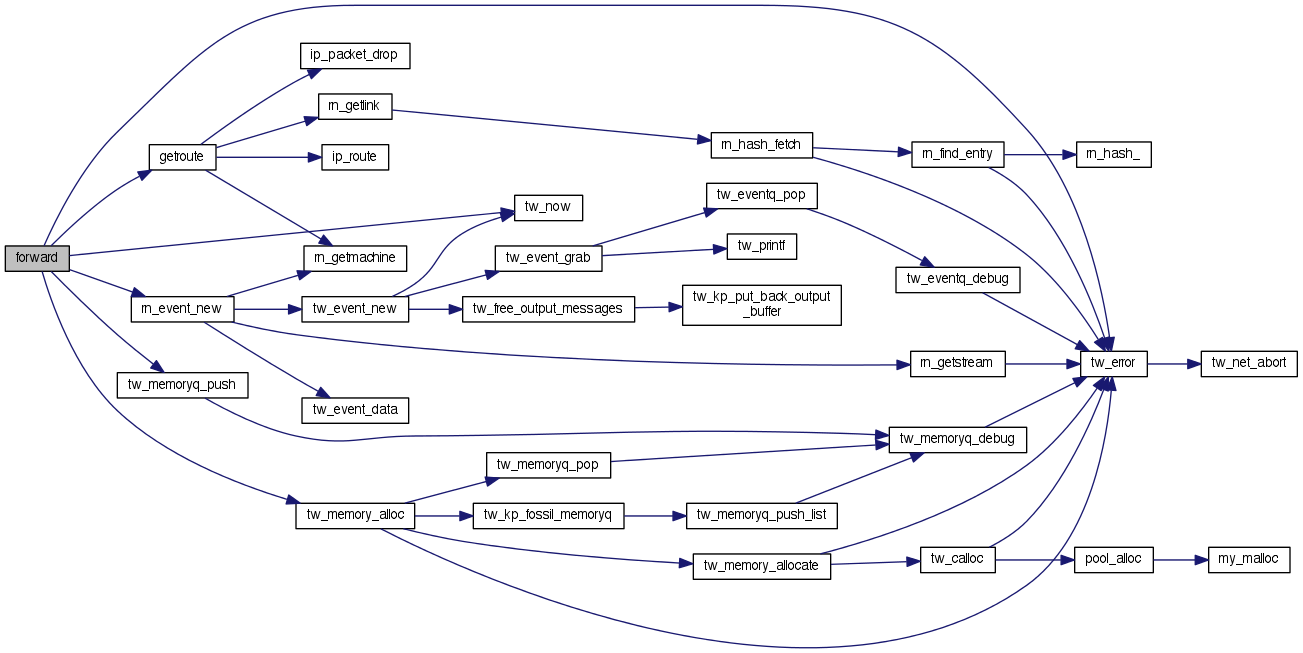 forward
getroute
rn_event_new
tw_memoryq_push
tw_memory_alloc
ip_packet_drop
rn_getlink
ip_route
rn_getmachine
tw_event_new
tw_event_data
tw_now
tw_event_grab
tw_free_output_messages
tw_memoryq_pop
tw_kp_fossil_memoryq
rn_hash_fetch
tw_eventq_pop
tw_printf
tw_kp_put_back_output
_buffer
tw_memoryq_push_list
tw_memory_allocate
rn_find_entry
tw_eventq_debug
rn_getstream
tw_memoryq_debug
tw_calloc
rn_hash_
tw_error
pool_alloc
tw_net_abort
my_malloc